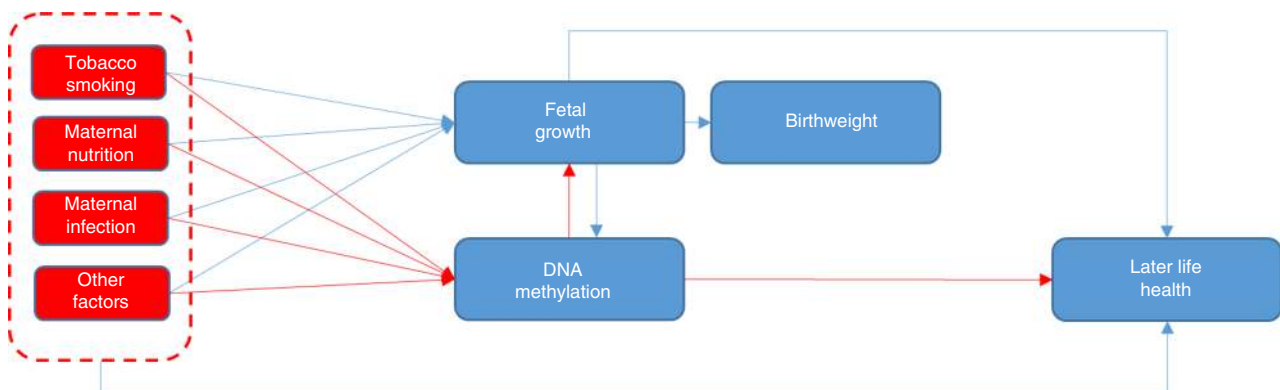 Tobacco
smoking
Maternal
nutrition
Maternal
infection
Other
factors
Fetal
growth
Birthweight
DNA
methylation
Later life
health